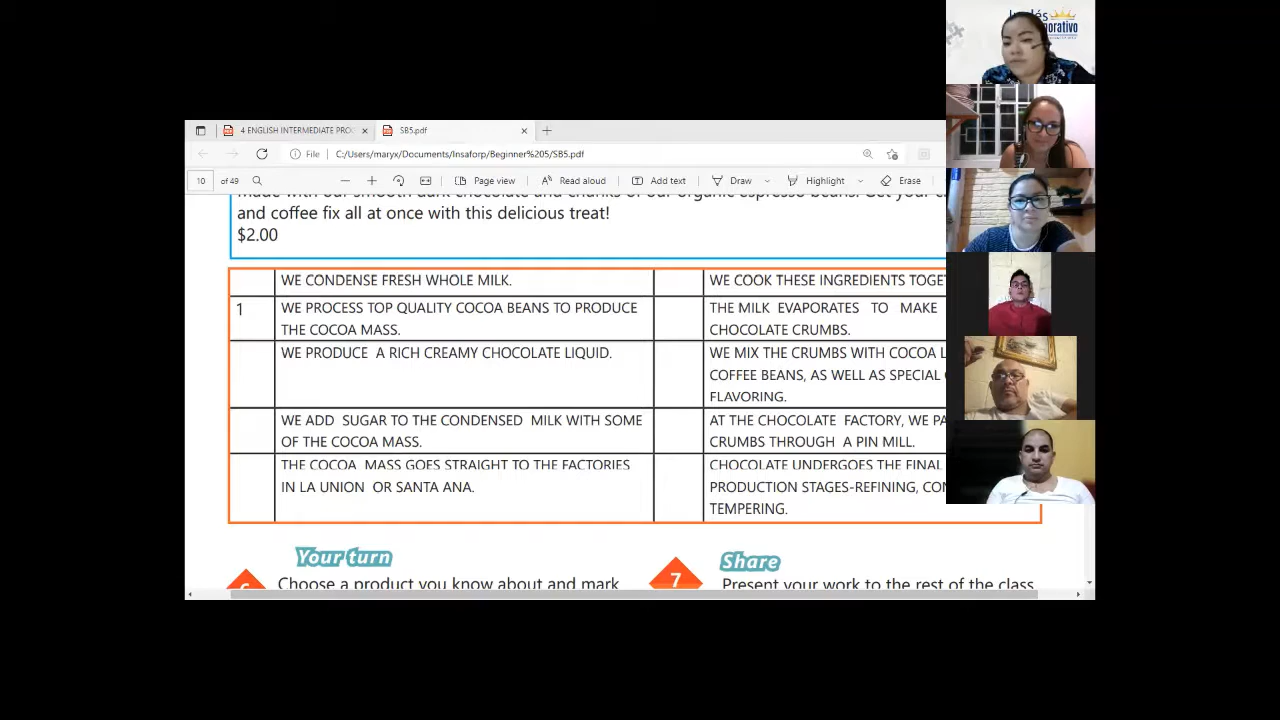 4 ENGLISH INTERMEDIATE PRO
SB5.pdf
File
C:/Users/maryx/Documents/Insaforp/Beginner%205/SB5.pdf
10
of 49
Page view
Read aloud
Add text
Draw
Highlight
Erase
and coffee fix all at once with this delicious treat!
$2.00
WE CONDENSE FRESH WHOLE MILK.
1
WE PROCESS TOP QUALITY COCOA BEANS TO PRODUCE
THE COCOA MASS.
WE PRODUCE A RICH CREAMY CHOCOLATE LIQUID.
WE ADD SUGAR TO THE CONDENSED MILK WITH SOME
OF THE COCOA MASS.
THE COCOA MASS GOES STRAIGHT TO THE FACTORIES
IN LA UNION OR SANTA ANA.
WE COOK THESE INGREDIENTS
THE MILK EVAPORATES TO MAKE
CHOCOLATE CRUMBS.
WE MIX THE CRUMBS WITH COCOA
COFFEE BEANS, AS WELL AS SPECIAL
FLAVORING.
AT THE CHOCOLATE FACTORY, WE
CRUMBS THROUGH A PIN MILL.
CHOCOLATE UNDERGOES THE FINAL
PRODUCTION STAGES-REFINING,
TEMPERING.
Your turn
Choose a product you know about and mark
Share
7
Present your work to the rest of the class